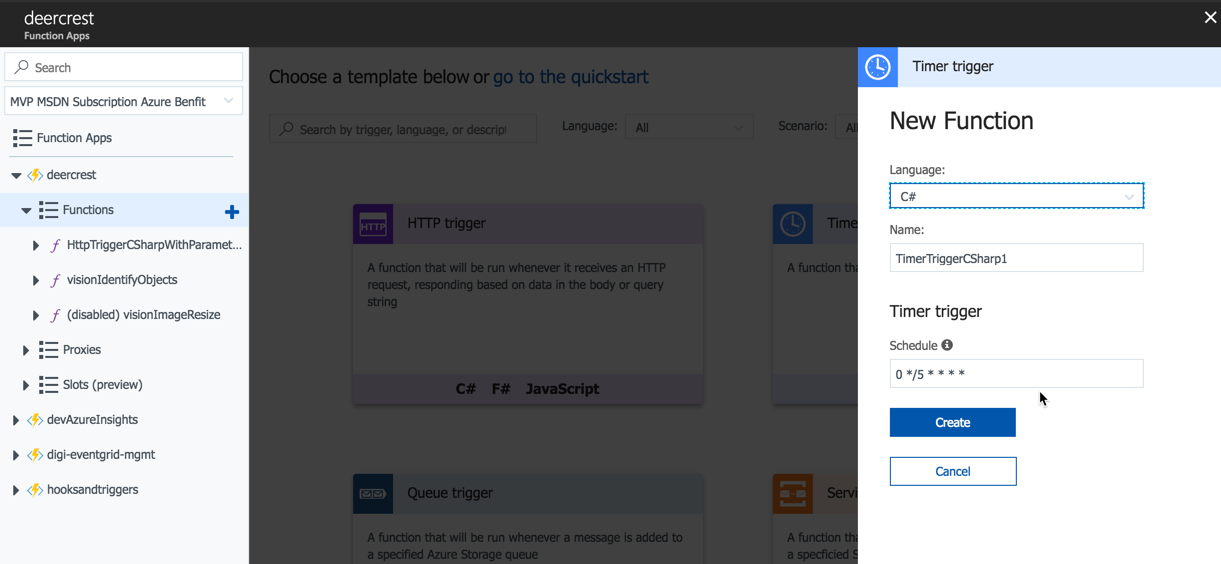 deercrest
Function Apps
Search
MVP MSDN Subscription Azure Benfit
Function Apps
deercrest
Functions
HttpTriggerCSharpWithParamet...
visionIdentifyObjects
(disabled) visionImageResize
Proxies
Slots (preview)
devAzureInsights
digi-eventgrid-mgmt
hooksandtriggers
Choose a template below or go to the quickstart
Search by trigger, language, or descript
Language: All
Scenario: All
HTTP
HTTP trigger
A function that will be run whenever it receives an HTTP
request, responding based on data in the body or query
string
C# F# JavaScript
Time
A function tha
Queue trigger
A function that will be run whenever a message is added to
a specified Azure Storage queue
Servi
A function tha
a specficied S
Timer trigger
New Function
Language:
C#
Name:
TimerTriggerCSharp1
Timer trigger
Schedule
0 */5 * * * *
Create
Cancel